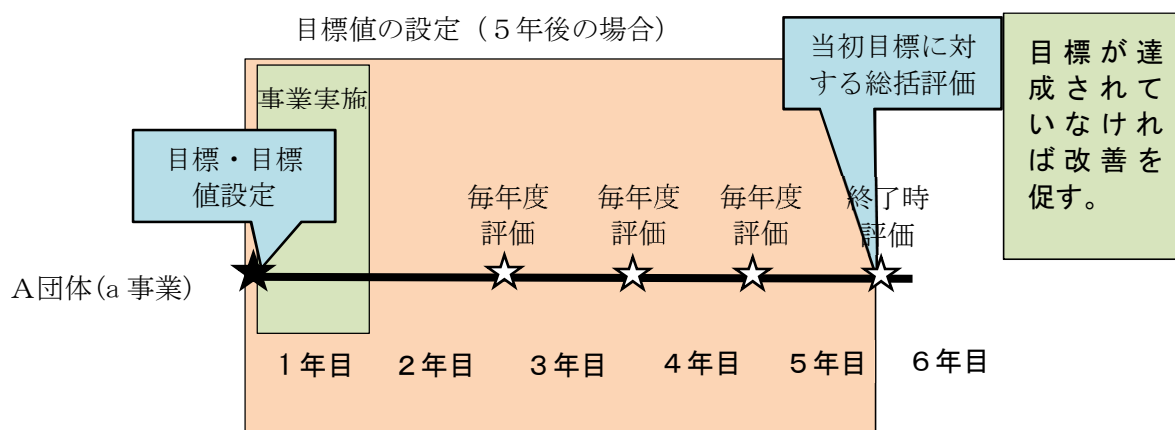 目標値の設定（５年後の場合）
当初目標に対
する総括評価
目標が達
成されて
いなけれ
ば改善を
促す。
事業実施
目標・目標
値設定
毎年度
評価
毎年度
評価
毎年度
評価
終了時
評価
Ａ団体(a 事業)
１年目
２年目
３年目
４年目
５年目
６年目